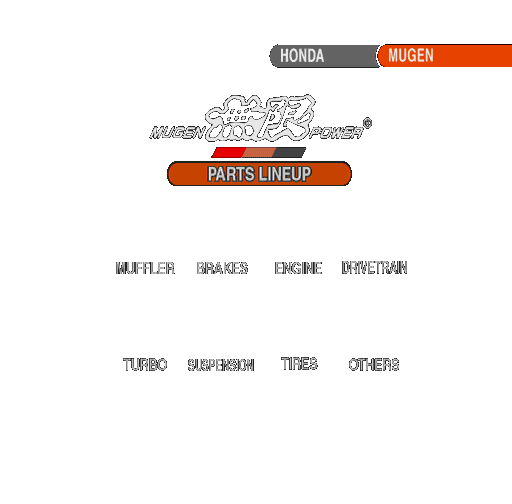 HONDA MUGEN
MUGEN 無限 POWER ®
PARTS LINEUP
MUFFLER BRAKES ENGINE DRIVETRAIN
TURBO SUSPENSION TIRES OTHERS